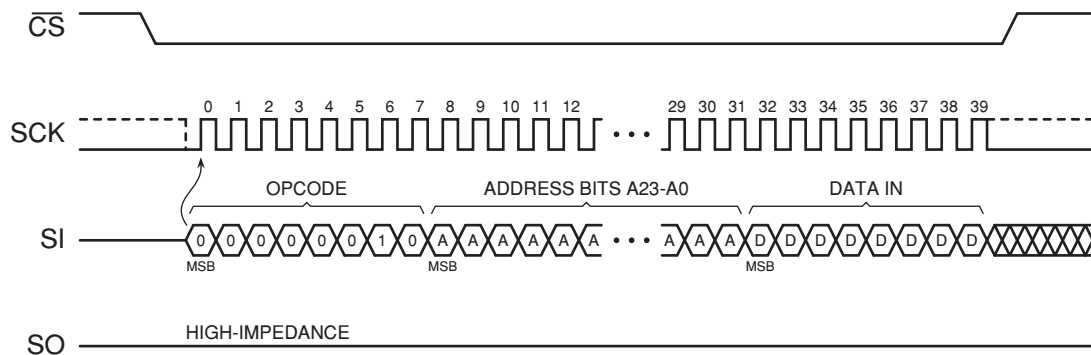 CS
SCK
0 1 2 3 4 5 6 7 8 9 10 11 12 • • • 29 30 31 32 33 34 35 36 37 38 39
OPCODE ADDRESS BITS A23-A0 DATA IN
SI
0 0 0 0 0 0 1 0 A A A A A A • • • A A A D D D D D D D D
MSB MSB MSB
HIGH-IMPEDANCE
SO